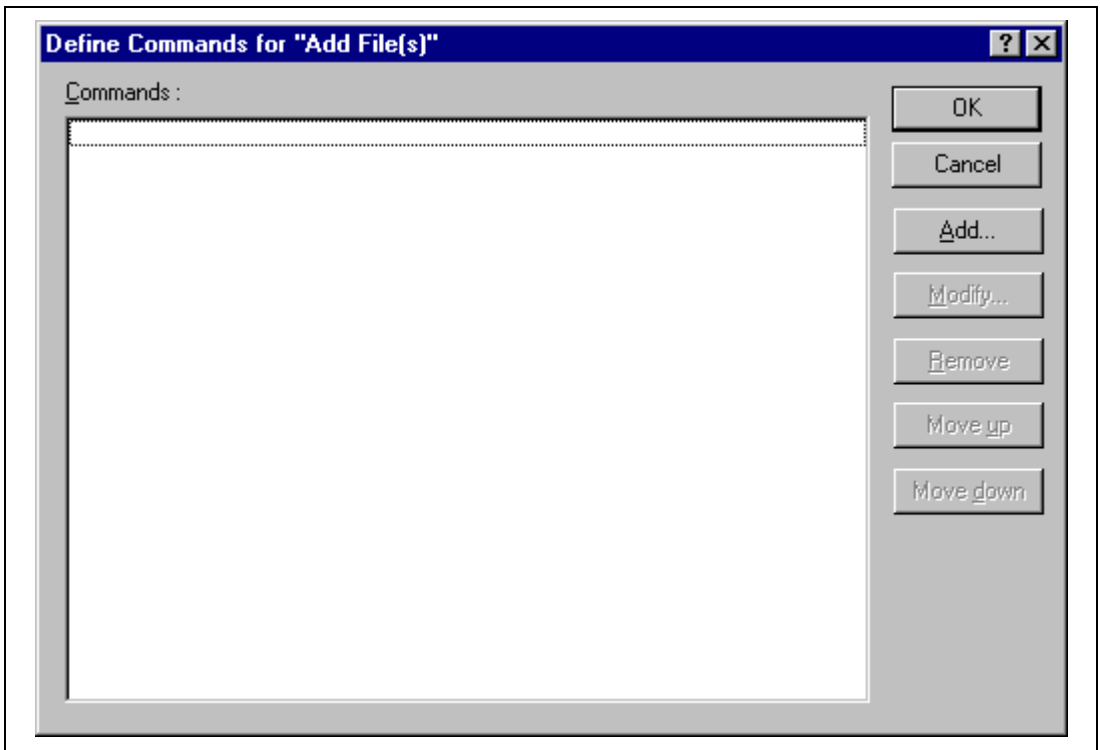 Define Commands for "Add File(s)"
Commands :
OK
Cancel
Add...
Modify...
Remove
Move up
Move down